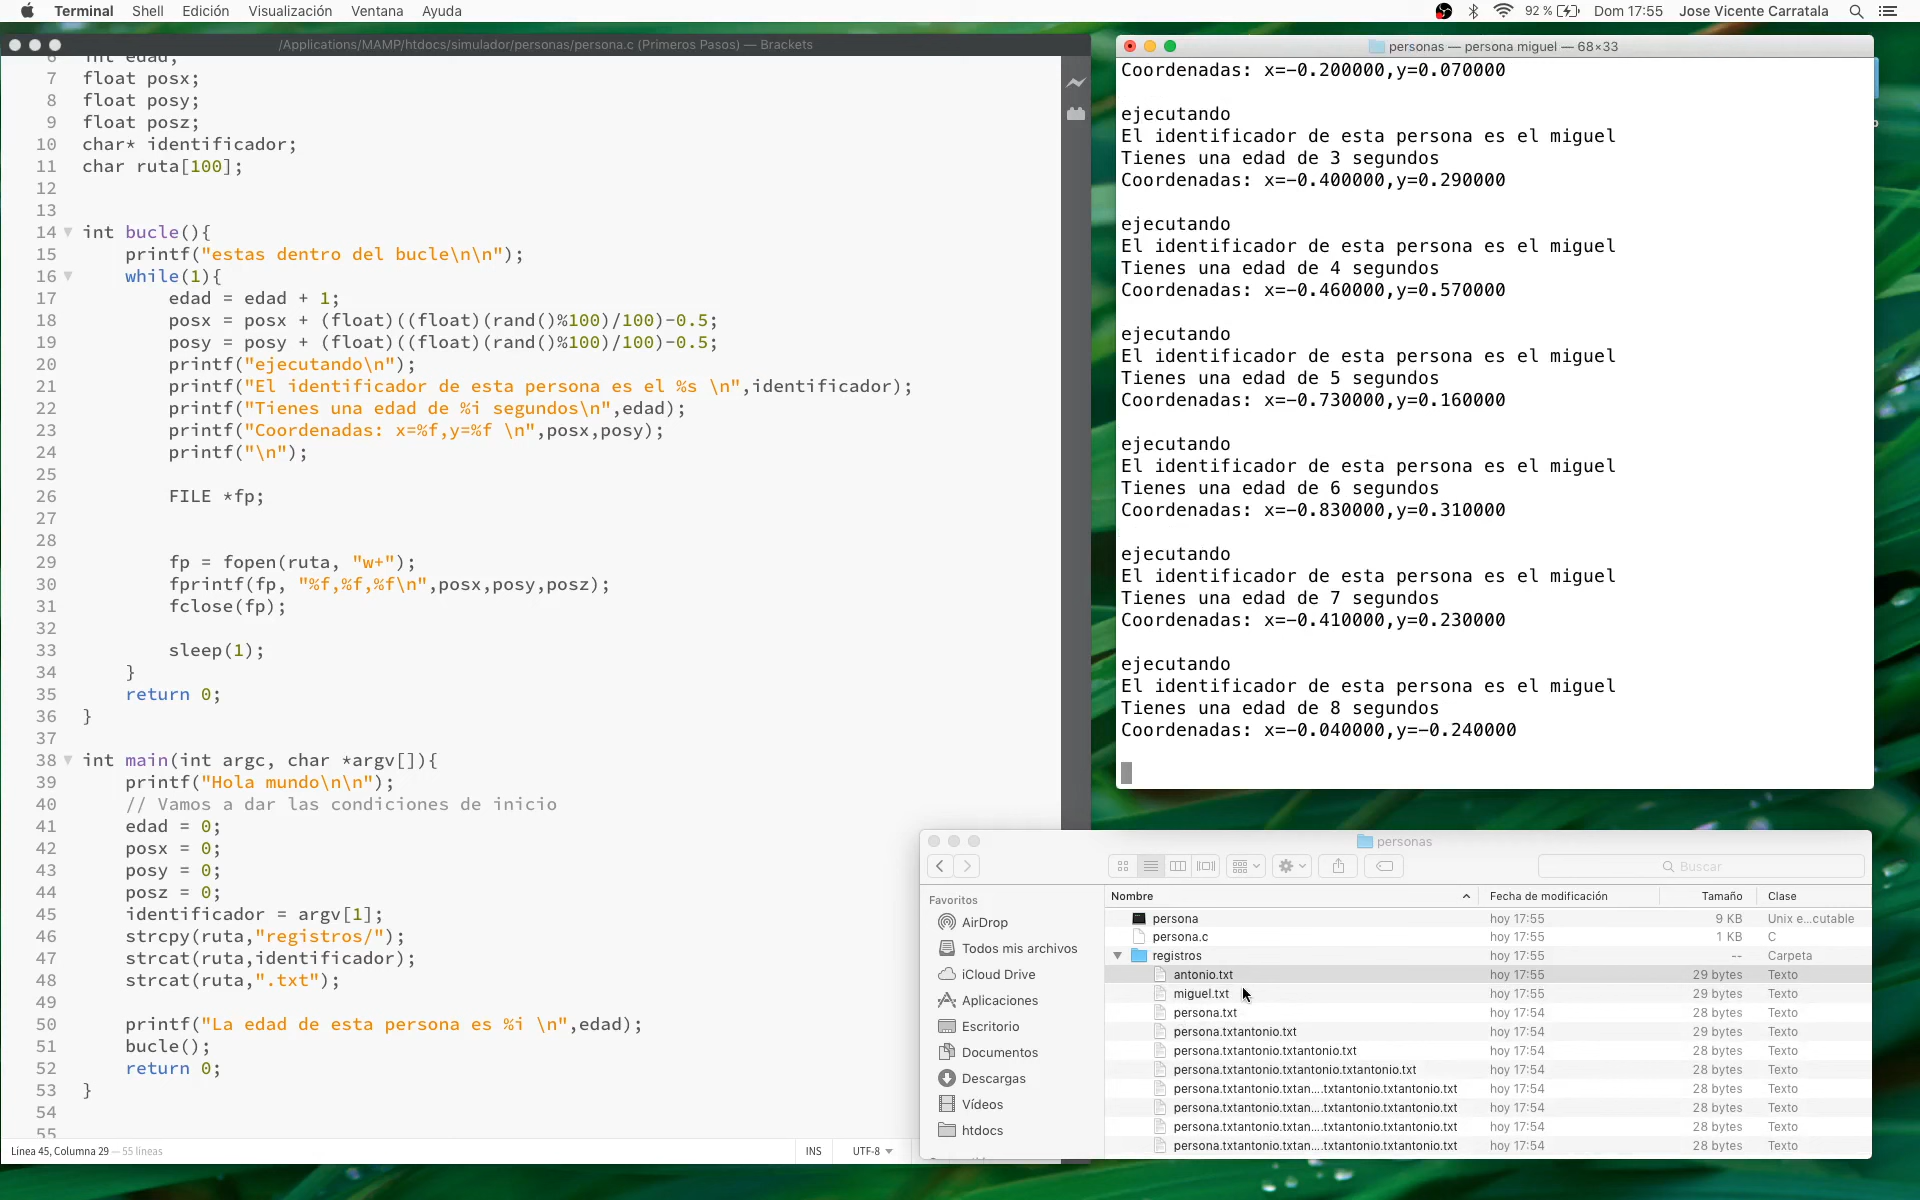 Terminal Shell Edición Visualización Ventana Ayuda
92 % Dom 17:55 Jose Vicente Carratala
/Applications/MAMP/htdocs/simulador/personas/persona.c (Primeros Pasos) — Brackets
6 int edad;
7 float posx;
8 float posy;
9 float posz;
10 char* identificador;
11 char ruta[100];
12
13
14 int bucle(){
15 printf("estas dentro del bucle\n\n");
16 while(1){
17 edad = edad + 1;
18 posx = posx + (float)((float)(rand()%100)/100)-0.5;
19 posy = posy + (float)((float)(rand()%100)/100)-0.5;
20 printf("ejecutando\n");
21 printf("El identificador de esta persona es el %s \n",identificador);
22 printf("Tienes una edad de %i segundos\n",edad);
23 printf("Coordenadas: x=%f,y=%f \n",posx,posy);
24 printf("\n");
25
26 FILE *fp;
27
28
29 fp = fopen(ruta, "w+");
30 fprintf(fp, "%f,%f,%f\n",posx,posy,posz);
31 fclose(fp);
32
33 sleep(1);
34 }
35 return 0;
36 }
37
38 int main(int argc, char *argv[]){
39 printf("Hola mundo\n\n");
40 // Vamos a dar las condiciones de inicio
41 edad = 0;
42 posx = 0;
43 posy = 0;
44 posz = 0;
45 identificador = argv[1];
46 strcpy(ruta,"registros/");
47 strcat(ruta,identificador);
48 strcat(ruta,".txt");
49
50 printf("La edad de esta persona es %i \n",edad);
51 bucle();
52 return 0;
53 }
54
55
Línea 45, Columna 29 — 55 líneas INS UTF-8
personas — persona miguel — 68×33
Coordenadas: x=-0.200000,y=0.070000
ejecutando
El identificador de esta persona es el miguel
Tienes una edad de 3 segundos
Coordenadas: x=-0.400000,y=0.290000
ejecutando
El identificador de esta persona es el miguel
Tienes una edad de 4 segundos
Coordenadas: x=-0.460000,y=0.570000
ejecutando
El identificador de esta persona es el miguel
Tienes una edad de 5 segundos
Coordenadas: x=-0.730000,y=0.160000
ejecutando
El identificador de esta persona es el miguel
Tienes una edad de 6 segundos
Coordenadas: x=-0.830000,y=0.310000
ejecutando
El identificador de esta persona es el miguel
Tienes una edad de 7 segundos
Coordenadas: x=-0.410000,y=0.230000
ejecutando
El identificador de esta persona es el miguel
Tienes una edad de 8 segundos
Coordenadas: x=-0.040000,y=-0.240000
personas
Buscar
Favoritos
AirDrop
Todos mis archivos
iCloud Drive
Aplicaciones
Escritorio
Documentos
Descargas
Vídeos
htdocs
Nombre Fecha de modificación Tamaño Clase
persona hoy 17:55 9 KB Unix e...cutable
persona.c hoy 17:55 1 KB C
registros hoy 17:55 -- Carpeta
antonio.txt hoy 17:55 29 bytes Texto
miguel.txt hoy 17:55 29 bytes Texto
persona.txt hoy 17:54 28 bytes Texto
persona.txtantonio.txt hoy 17:54 29 bytes Texto
persona.txtantonio.txtantonio.txt hoy 17:54 28 bytes Texto
persona.txtantonio.txtantonio.txtantonio.txt hoy 17:54 28 bytes Texto
persona.txtantonio.txtan....txtantonio.txtantonio.txt hoy 17:54 28 bytes Texto
persona.txtantonio.txtan....txtantonio.txtantonio.txt hoy 17:54 28 bytes Texto
persona.txtantonio.txtan....txtantonio.txtantonio.txt hoy 17:54 28 bytes Texto
persona.txtantonio.txtan....txtantonio.txtantonio.txt hoy 17:54 28 bytes Texto